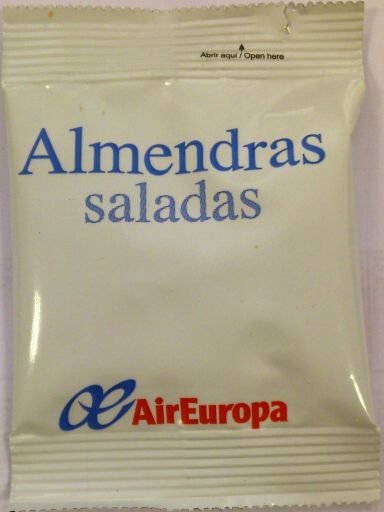 Abrir aquí / Open here
Almendras
saladas
AirEuropa